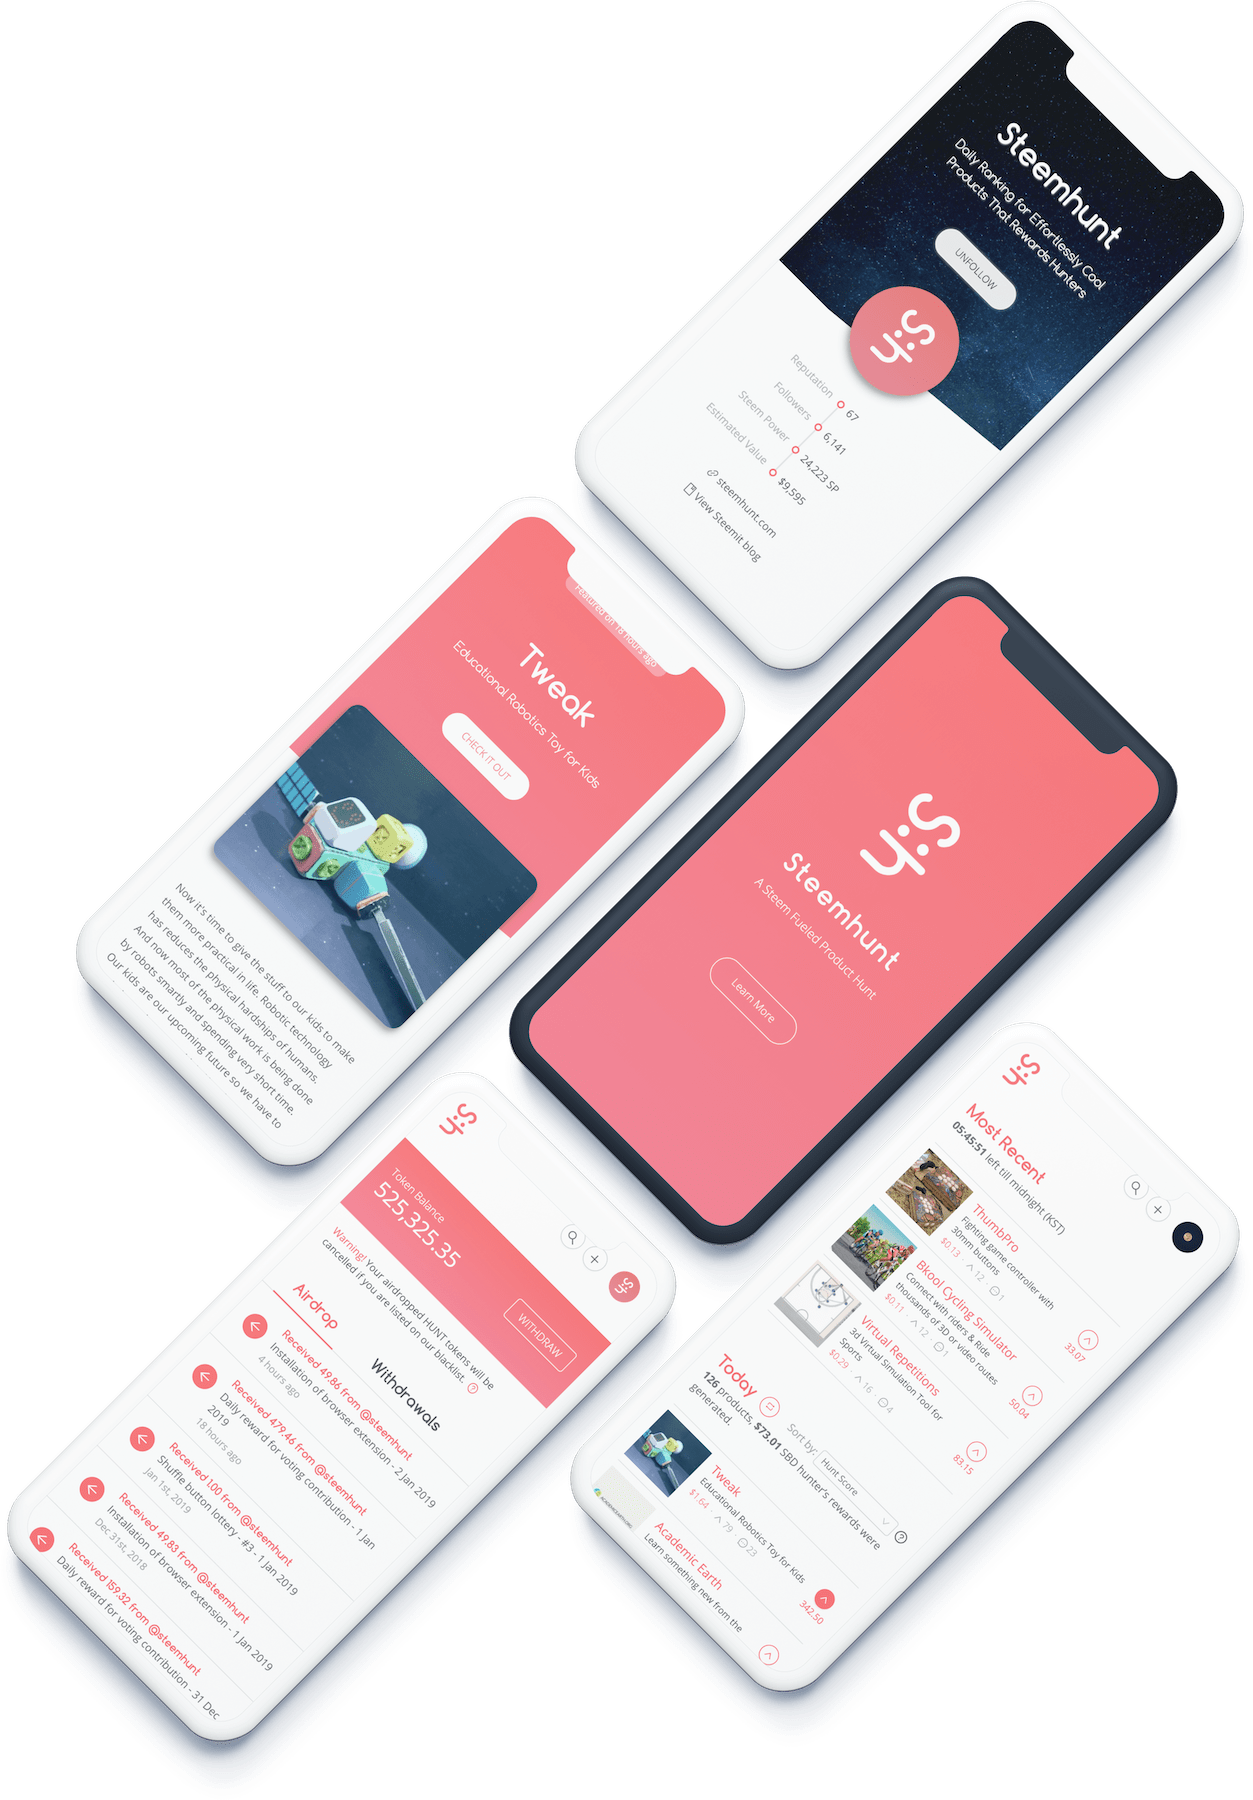 Steemhunt
Daily Ranking for Effortlessly Cool
Products That Rewards Hunters
UNFOLLOW
Reputation 67
Followers 6,141
Steem Power 24,223 SP
Estimated Value $9,595
steemhunt.com
View Steemit blog
Featured on 18 hours ago
Tweak
Educational Robotics Toy for Kids
CHECK IT OUT
Now it's time to give the stuff to our kids to make
them more practical in life. Robotic technology
has reduces the physical hardships of humans.
And now most of the physical work is being done
by robots smartly and spending very short time.
Our kids are our upcoming future so we have to
Steemhunt
A Steem Fueled Product Hunt
Learn More
Token Balance
525,325.35
WITHDRAW
Warning! Your airdropped HUNT tokens will be
cancelled if you are listed on our blacklist.
Airdrop
Withdrawals
Received 49.86 from @steemhunt
Installation of browser extension - 2 Jan 2019
4 hours ago
Received 479.46 from @steemhunt
Daily reward for voting contribution - 1 Jan
2019
18 hours ago
Received 100 from @steemhunt
Shuffle button lottery - #3 - 1 Jan 2019
Jan 1st, 2019
Received 49.83 from @steemhunt
Installation of browser extension - 1 Jan 2019
Dec 31st, 2018
Received 159.32 from @steemhunt
Daily reward for voting contribution - 31 Dec
Most Recent
05:45:51 left till midnight (KST)
ThumbPro
Fighting game controller with
30mm buttons
$0.13 · 12 · 1
33.07
Bkool Cycling Simulator
Connect with riders & Ride
thousands of 3D or video routes
$0.11 · 12 · 1
50.04
Virtual Repetitions
3d Virtual Simulation Tool for
Sports
$0.29 · 16 · 4
83.15
Today
Sort by: Hunt Score
126 products, $73.01 SBD hunter's rewards were
generated.
Tweak
Educational Robotics Toy for Kids
$1.64 · 79 · 23
342.50
Academic Earth
Learn something new from the